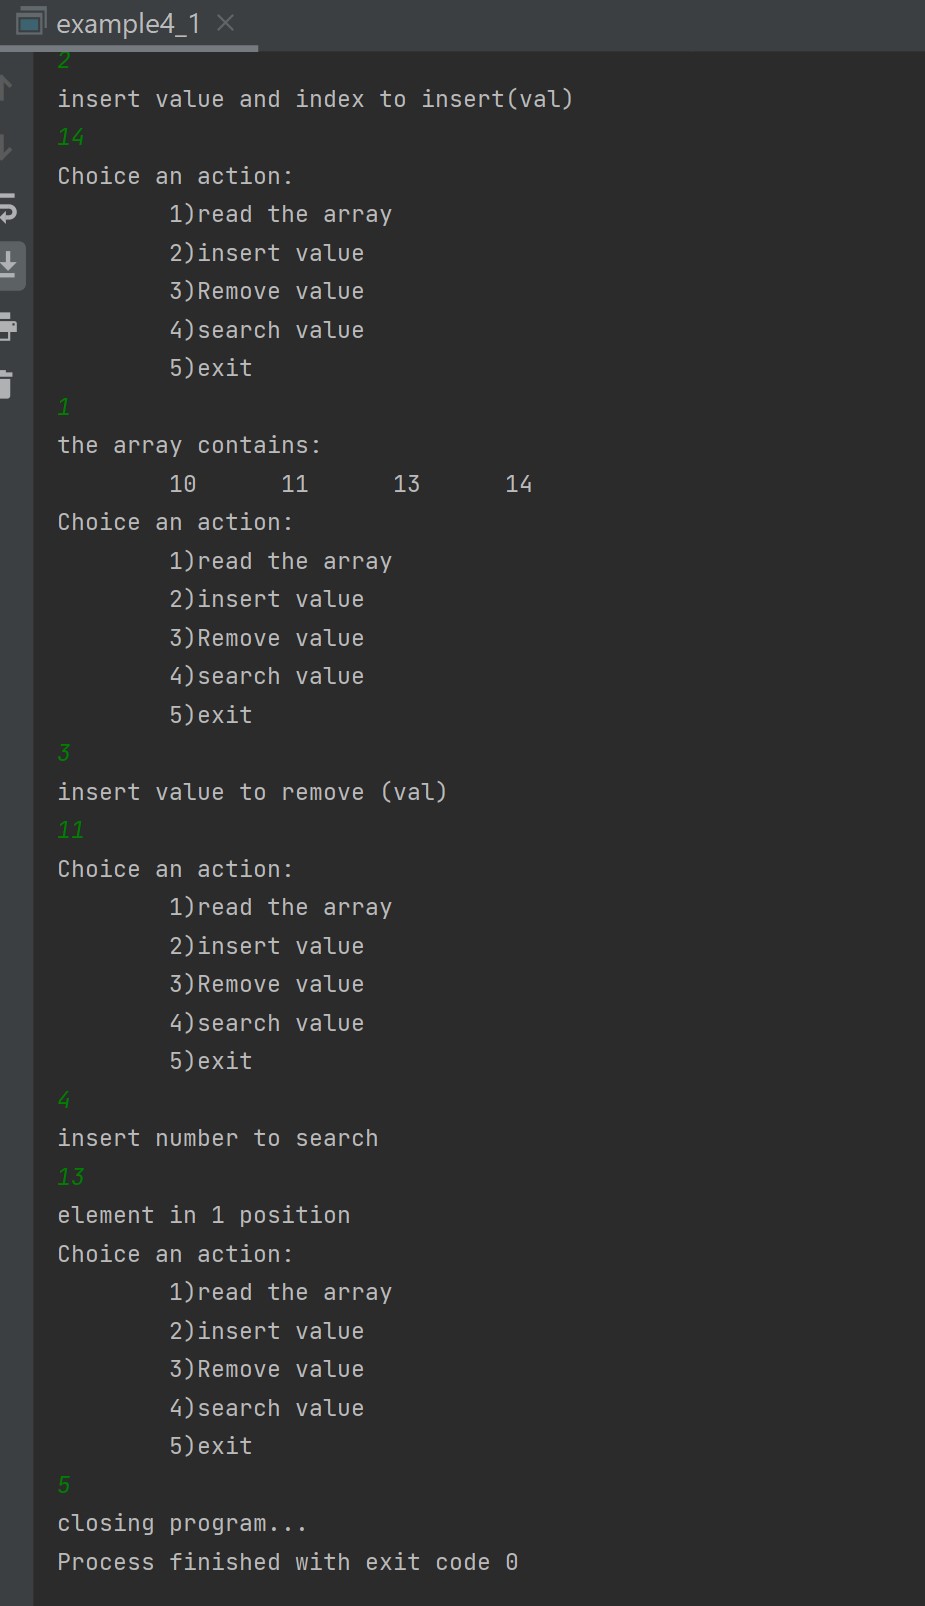 example4_1
2
insert value and index to insert(val)
14
Choice an action:
1)read the array
2)insert value
3)Remove value
4)search value
5)exit
1
the array contains:
10 11 13 14
Choice an action:
1)read the array
2)insert value
3)Remove value
4)search value
5)exit
3
insert value to remove (val)
11
Choice an action:
1)read the array
2)insert value
3)Remove value
4)search value
5)exit
4
insert number to search
13
element in 1 position
Choice an action:
1)read the array
2)insert value
3)Remove value
4)search value
5)exit
5
closing program...
Process finished with exit code 0